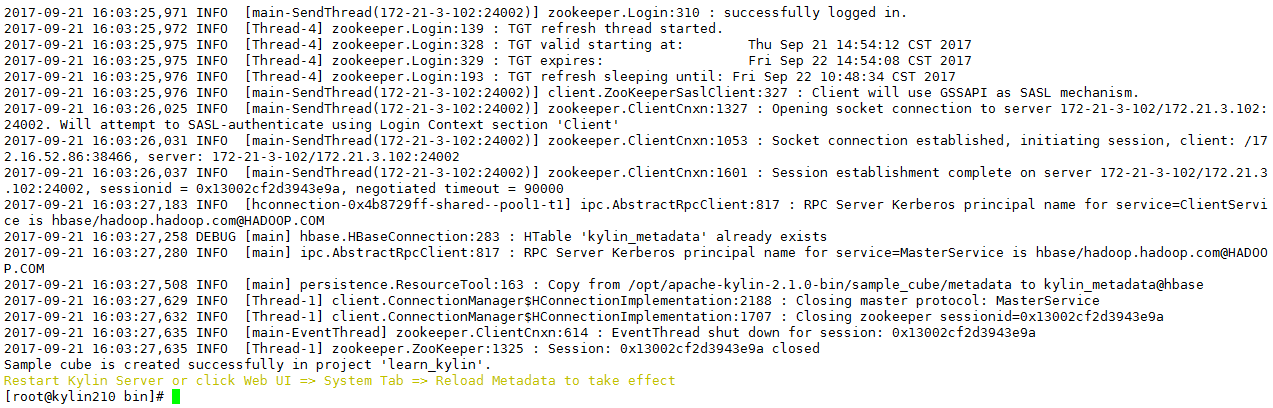 2017-09-21 16:03:25,971 INFO  [main-SendThread(172-21-3-102:24002)] zookeeper.Login:310 : successfully logged in.
2017-09-21 16:03:25,972 INFO  [Thread-4] zookeeper.Login:139 : TGT refresh thread started.
2017-09-21 16:03:25,975 INFO  [Thread-4] zookeeper.Login:328 : TGT valid starting at:        Thu Sep 21 14:54:12 CST 2017
2017-09-21 16:03:25,975 INFO  [Thread-4] zookeeper.Login:329 : TGT expires:                  Fri Sep 22 14:54:08 CST 2017
2017-09-21 16:03:25,976 INFO  [Thread-4] zookeeper.Login:193 : TGT refresh sleeping until: Fri Sep 22 10:48:34 CST 2017
2017-09-21 16:03:25,976 INFO  [main-SendThread(172-21-3-102:24002)] client.ZooKeeperSaslClient:327 : Client will use GSSAPI as SASL mechanism.
2017-09-21 16:03:26,025 INFO  [main-SendThread(172-21-3-102:24002)] zookeeper.ClientCnxn:1327 : Opening socket connection to server 172-21-3-102/172.21.3.102:
24002. Will attempt to SASL-authenticate using Login Context section 'Client'
2017-09-21 16:03:26,031 INFO  [main-SendThread(172-21-3-102:24002)] zookeeper.ClientCnxn:1053 : Socket connection established, initiating session, client: /17
2.16.52.86:38466, server: 172-21-3-102/172.21.3.102:24002
2017-09-21 16:03:26,037 INFO  [main-SendThread(172-21-3-102:24002)] zookeeper.ClientCnxn:1601 : Session establishment complete on server 172-21-3-102/172.21.3
.102:24002, sessionid = 0x13002cf2d3943e9a, negotiated timeout = 90000
2017-09-21 16:03:27,183 INFO  [hconnection-0x4b8729ff-shared--pool1-t1] ipc.AbstractRpcClient:817 : RPC Server Kerberos principal name for service=ClientServi
ce is hbase/hadoop.hadoop.com@HADOOP.COM
2017-09-21 16:03:27,258 DEBUG [main] hbase.HBaseConnection:283 : HTable 'kylin_metadata' already exists
2017-09-21 16:03:27,280 INFO  [main] ipc.AbstractRpcClient:817 : RPC Server Kerberos principal name for service=MasterService is hbase/hadoop.hadoop.com@HADOO
P.COM
2017-09-21 16:03:27,508 INFO  [main] persistence.ResourceTool:163 : Copy from /opt/apache-kylin-2.1.0-bin/sample_cube/metadata to kylin_metadata@hbase
2017-09-21 16:03:27,629 INFO  [Thread-1] client.ConnectionManager$HConnectionImplementation:2188 : Closing master protocol: MasterService
2017-09-21 16:03:27,632 INFO  [Thread-1] client.ConnectionManager$HConnectionImplementation:1707 : Closing zookeeper sessionid=0x13002cf2d3943e9a
2017-09-21 16:03:27,635 INFO  [main-EventThread] zookeeper.ClientCnxn:614 : EventThread shut down for session: 0x13002cf2d3943e9a
2017-09-21 16:03:27,635 INFO  [Thread-1] zookeeper.ZooKeeper:1325 : Session: 0x13002cf2d3943e9a closed
Sample cube is created successfully in project 'learn_kylin'.
Restart Kylin Server or click Web UI => System Tab => Reload Metadata to take effect
[root@kylin210 bin]#